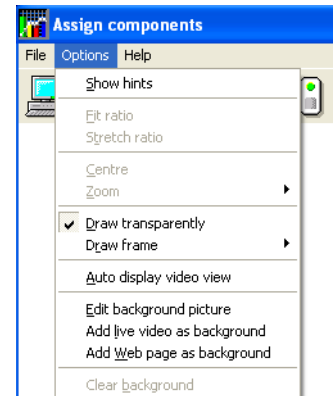 Assign components
File Options Help
Show hints
Fit ratio
Stretch ratio
Centre
Zoom
Draw transparently
Draw frame
Auto display video view
Edit background picture
Add live video as background
Add Web page as background
Clear background